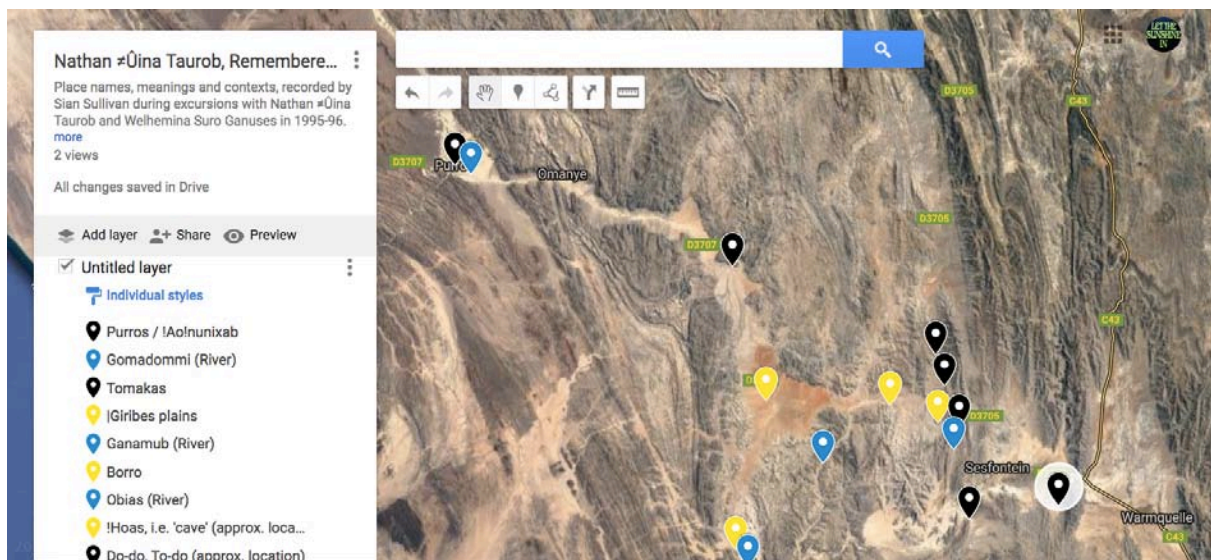 Nathan ≠Ûina Taurob, Remembere...
Place names, meanings and contexts, recorded by
Sian Sullivan during excursions with Nathan ≠Ûina
Taurob and Welhemina Suro Ganuses in 1995-96.
more
2 views
All changes saved in Drive
Add layer
Share
Preview
Untitled layer
Individual styles
Purros / !Ao!nunixab
Gomadommi (River)
Tomakas
|Giribes plains
Ganamub (River)
Borro
Obias (River)
!Hoas, i.e. 'cave' (approx. loca...
Do-do, To-do (approx. location)
LET THE
SUNSHINE
IN
D3705
C43
D3707
Omanye
D3705
D3707
C43
D3705
Sesfontein
Warmquelle